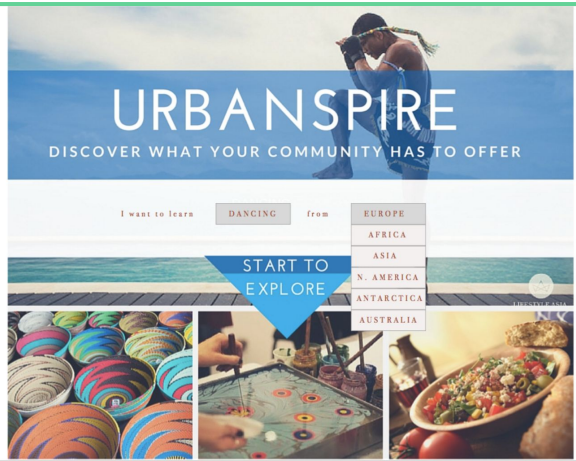 URBANSPIRE
DISCOVER WHAT YOUR COMMUNITY HAS TO OFFER
I want to learn DANCING from EUROPE
AFRICA
ASIA
N. AMERICA
ANTARCTICA
AUSTRALIA
START TO
EXPLORE
LIFESTYLE ASIA